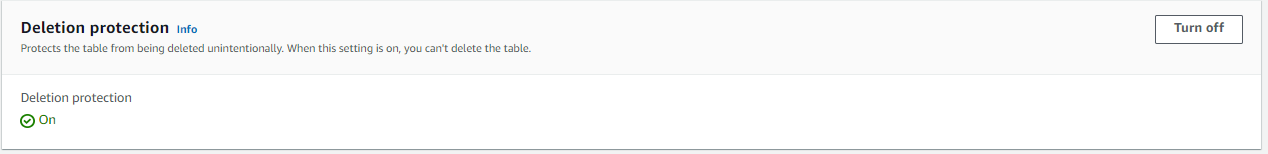 Deletion protection Info
Turn off
Protects the table from being deleted unintentionally. When this setting is on, you can't delete the table.
Deletion protection
On